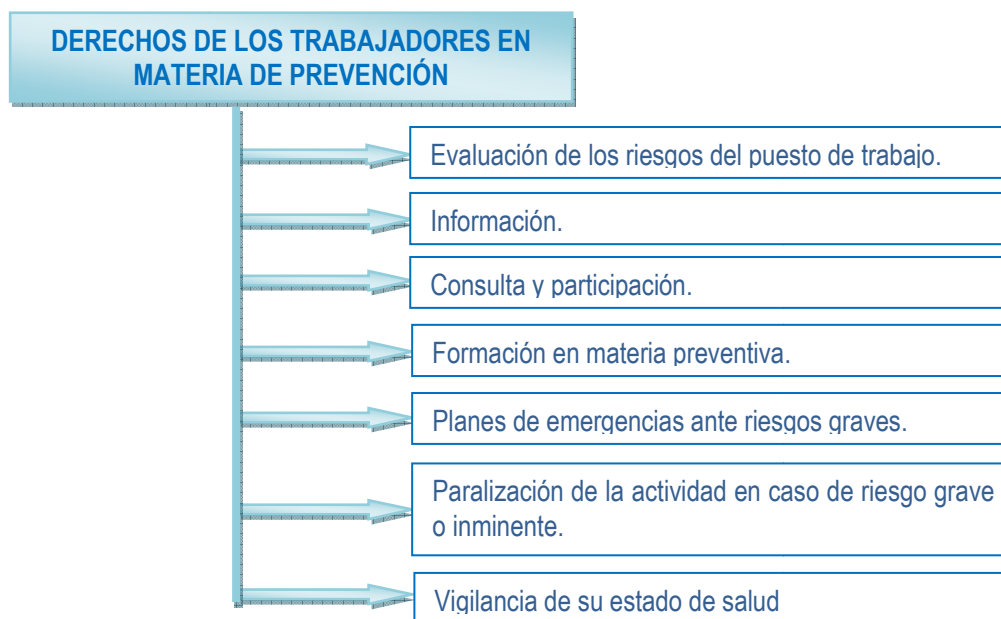 DERECHOS DE LOS TRABAJADORES EN
MATERIA DE PREVENCIÓN
Evaluación de los riesgos del puesto de trabajo.
Información.
Consulta y participación.
Formación en materia preventiva.
Planes de emergencias ante riesgos graves.
Paralización de la actividad en caso de riesgo grave
o inminente.
Vigilancia de su estado de salud